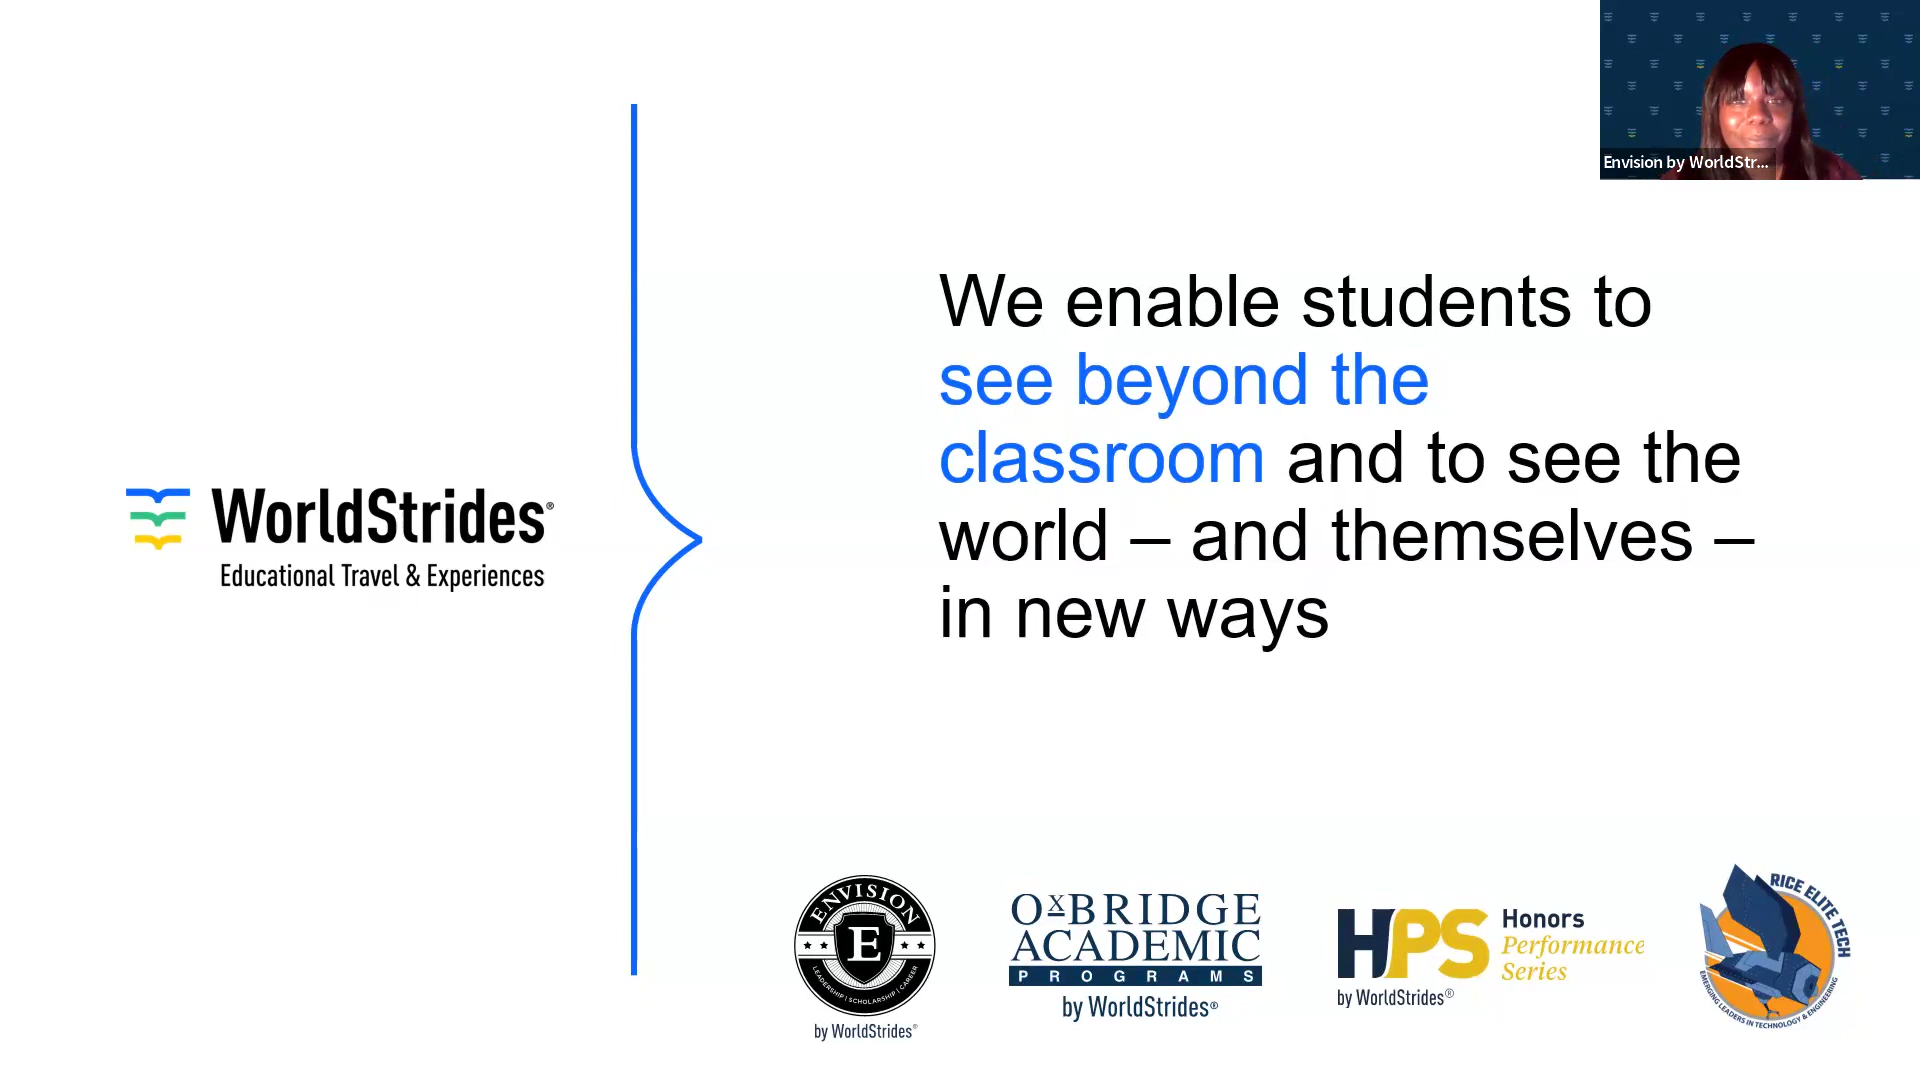 Envision by WorldStr...
We enable students to
see beyond the
classroom and to see the
world – and themselves –
in new ways
WorldStrides®
Educational Travel & Experiences
ENVISION
E
LEADERSHIP | SCHOLARSHIP | CAREER
by WorldStrides®
OXBRIDGE
ACADEMIC
PROGRAMS
by WorldStrides®
HPS Honors
Performance
Series
by WorldStrides®
RICE ELITE TECH
EMERGING LEADERS IN TECHNOLOGY & ENGINEERING